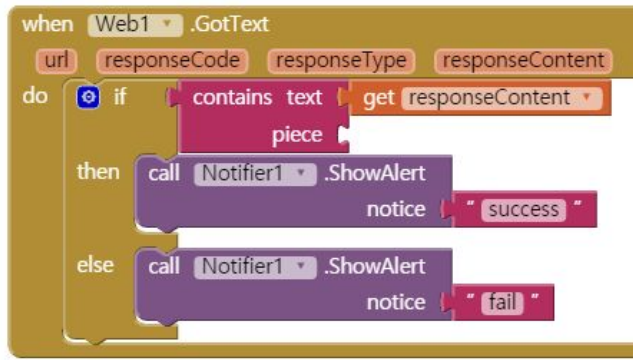 when Web1 .GotText
url responseCode responseType responseContent
do if contains text get responseContent
piece
then call Notifier1 .ShowAlert
notice " success "
else call Notifier1 .ShowAlert
notice " fail "